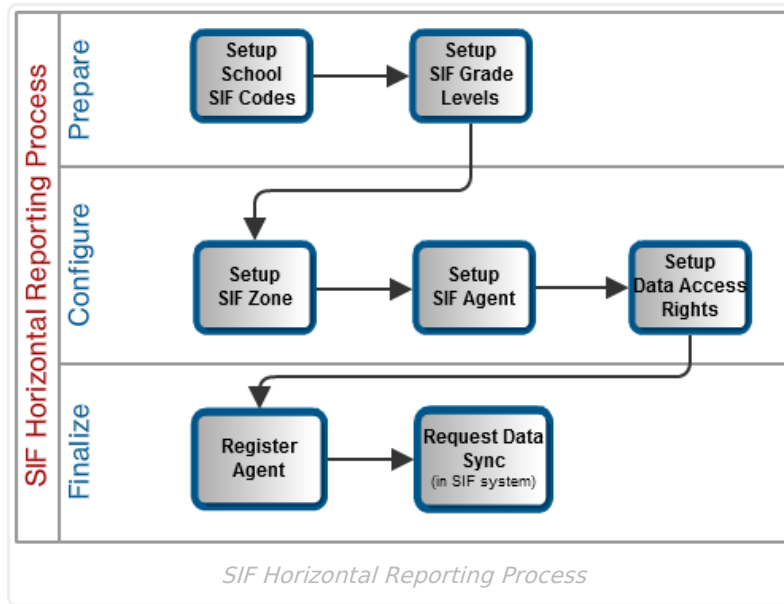 SIF Horizontal Reporting Process
Prepare
Setup
School
SIF Codes
Setup
SIF Grade
Levels
Configure
Setup
SIF Zone
Setup
SIF Agent
Setup
Data Access
Rights
Finalize
Register
Agent
Request Data
Sync
(in SIF system)
SIF Horizontal Reporting Process